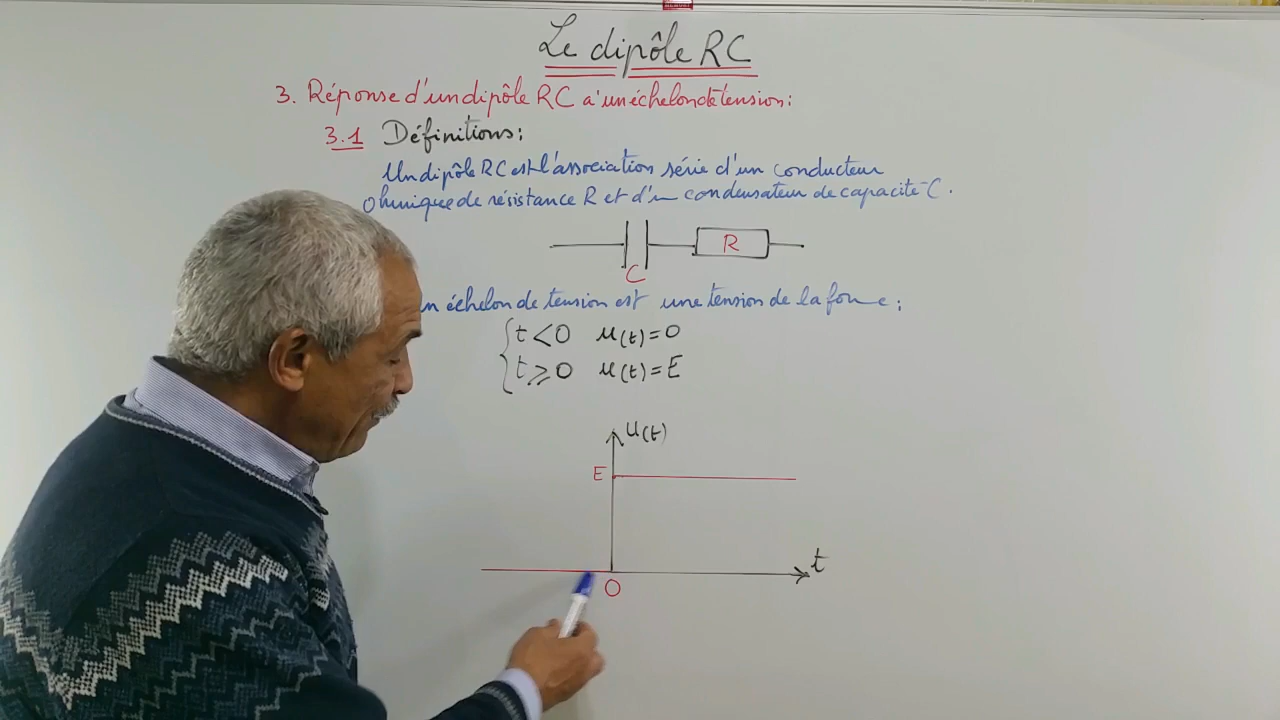 Le dipôle RC
3. Réponse d'un dipôle RC à un échelon de tension:
3.1 Définitions:
Un dipôle RC est l'association série d'un conducteur
Ohmique de résistance R et d'un condensateur de capacité C.
R
C
n échelon de tension est une tension de la forme:
t<0 u(t)=0
t⩾0 u(t)=E
u(t)
E
t
O